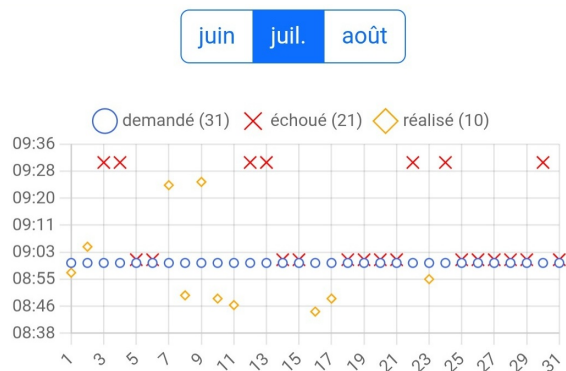 juin juil. août
demandé (31) échoué (21) réalisé (10)
09:36
09:28
09:20
09:11
09:03
08:55
08:46
08:38
1 3 5 7 9 11 13 15 17 19 21 23 25 27 29 31